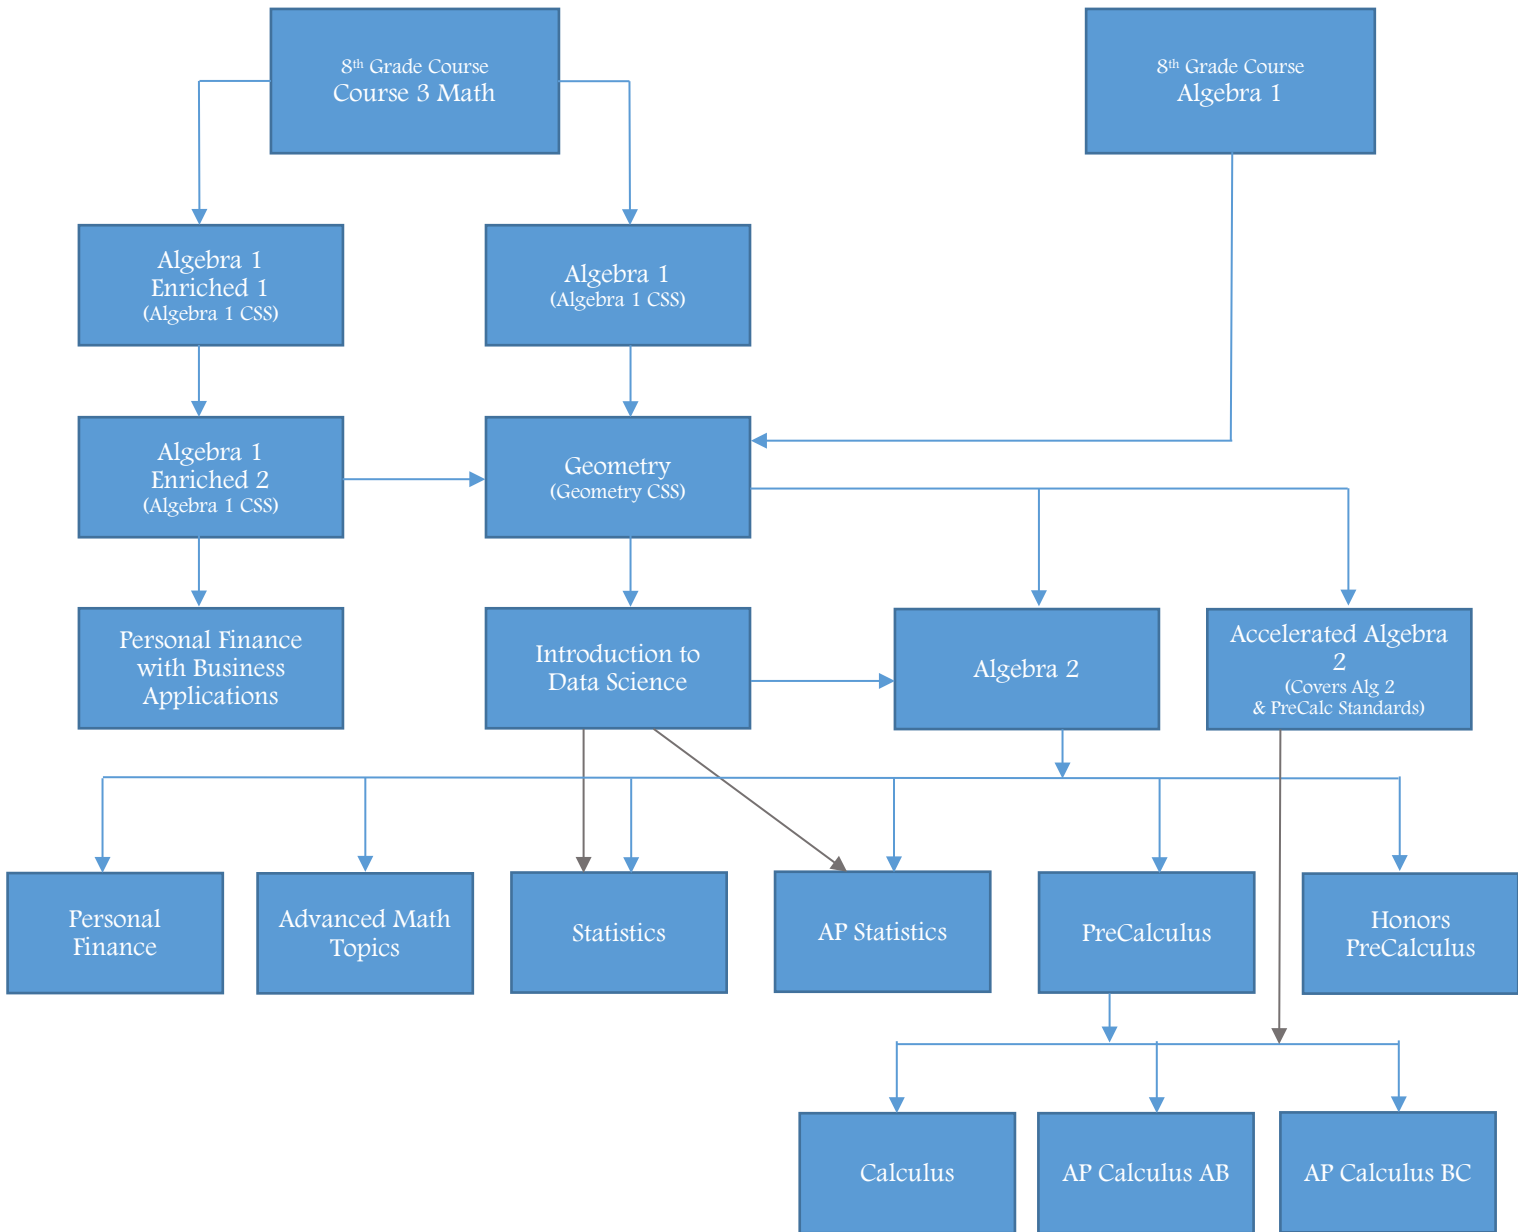 8th Grade Course
Course 3 Math
8th Grade Course
Algebra 1
Algebra 1
Enriched 1
(Algebra 1 CSS)
Algebra 1
(Algebra 1 CSS)
Algebra 1
Enriched 2
(Algebra 1 CSS)
Geometry
(Geometry CSS)
Personal Finance
with Business
Applications
Introduction to
Data Science
Algebra 2
Accelerated Algebra
2
(Covers Alg 2
& PreCalc Standards)
Personal
Finance
Advanced Math
Topics
Statistics
AP Statistics
PreCalculus
Honors
PreCalculus
Calculus
AP Calculus AB
AP Calculus BC